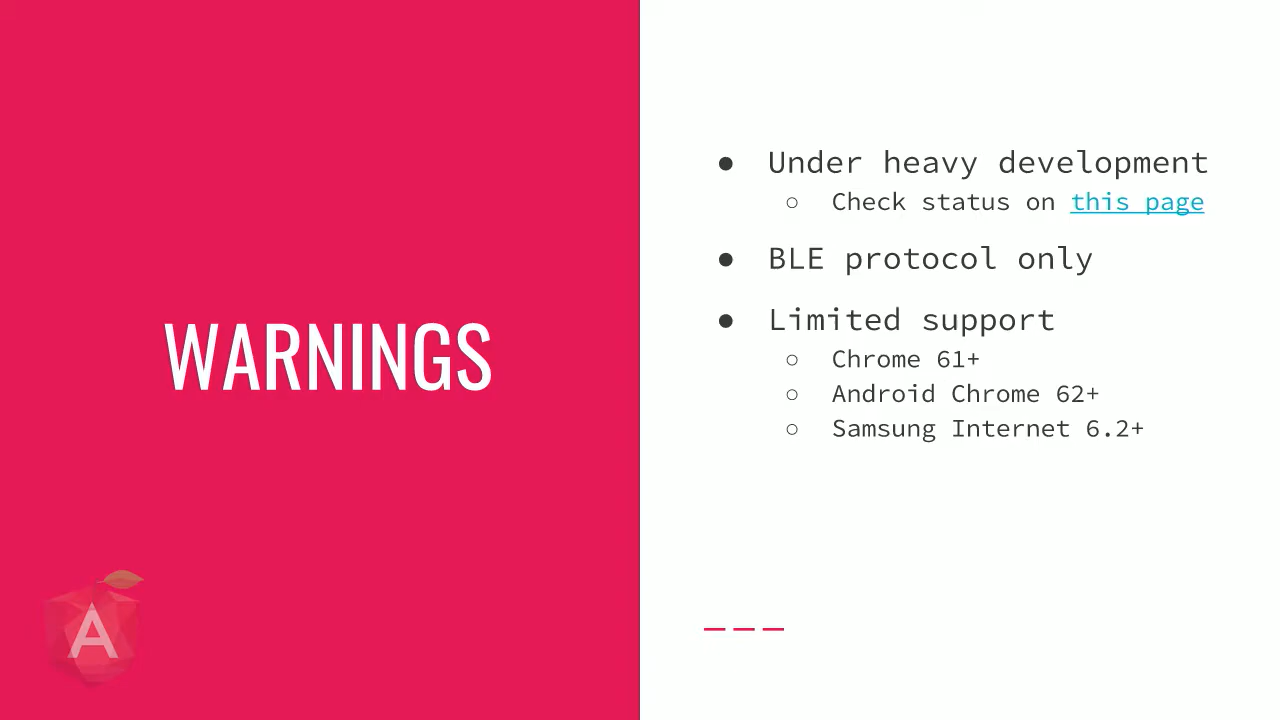 WARNINGS
● Under heavy development
○ Check status on this page
● BLE protocol only
● Limited support
○ Chrome 61+
○ Android Chrome 62+
○ Samsung Internet 6.2+
A